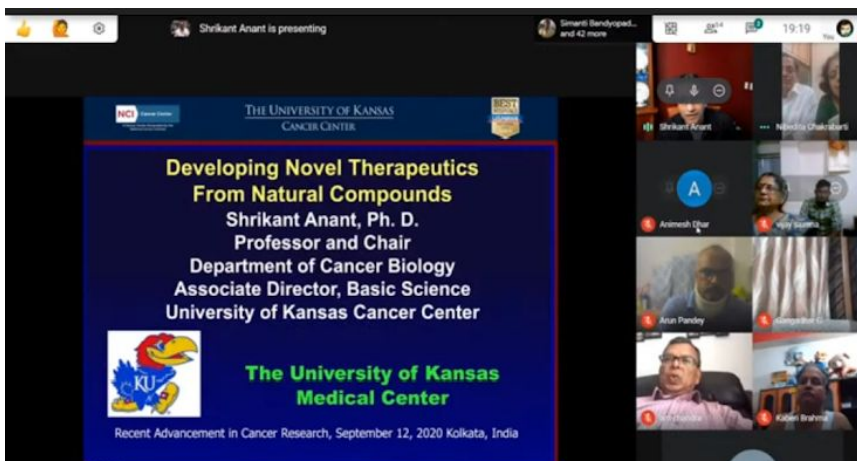 Shrikant Anant is presenting
Simanti Bandyopad...
and 42 more
19:19
You
NCI
Cancer Center
THE UNIVERSITY OF KANSAS
CANCER CENTER
BEST
Developing Novel Therapeutics
From Natural Compounds
Shrikant Anant, Ph. D.
Professor and Chair
Department of Cancer Biology
Associate Director, Basic Science
University of Kansas Cancer Center
KU
The University of Kansas
Medical Center
Recent Advancement in Cancer Research, September 12, 2020 Kolkata, India
Shrikant Anant
Nibedita Chakrabarti
A
Animesh Dhar
Arun Pandey
Kaberi Brahma